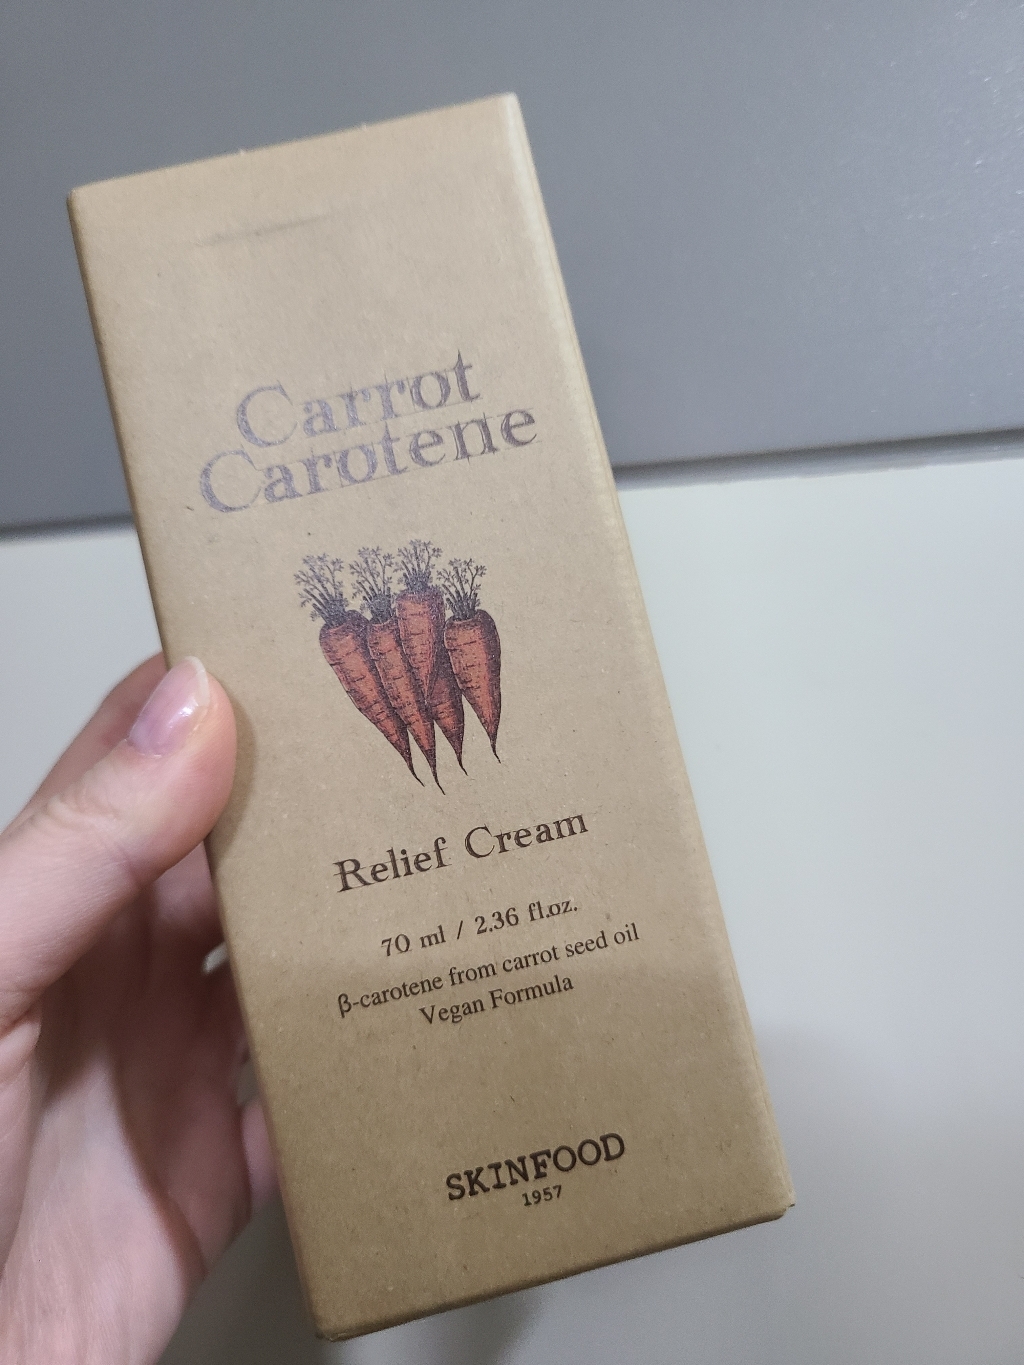 Carrot
Carotene
Relief Cream
70 ml / 2.36 fl.oz.
β-carotene from carrot seed oil
Vegan Formula
SKINFOOD
1957